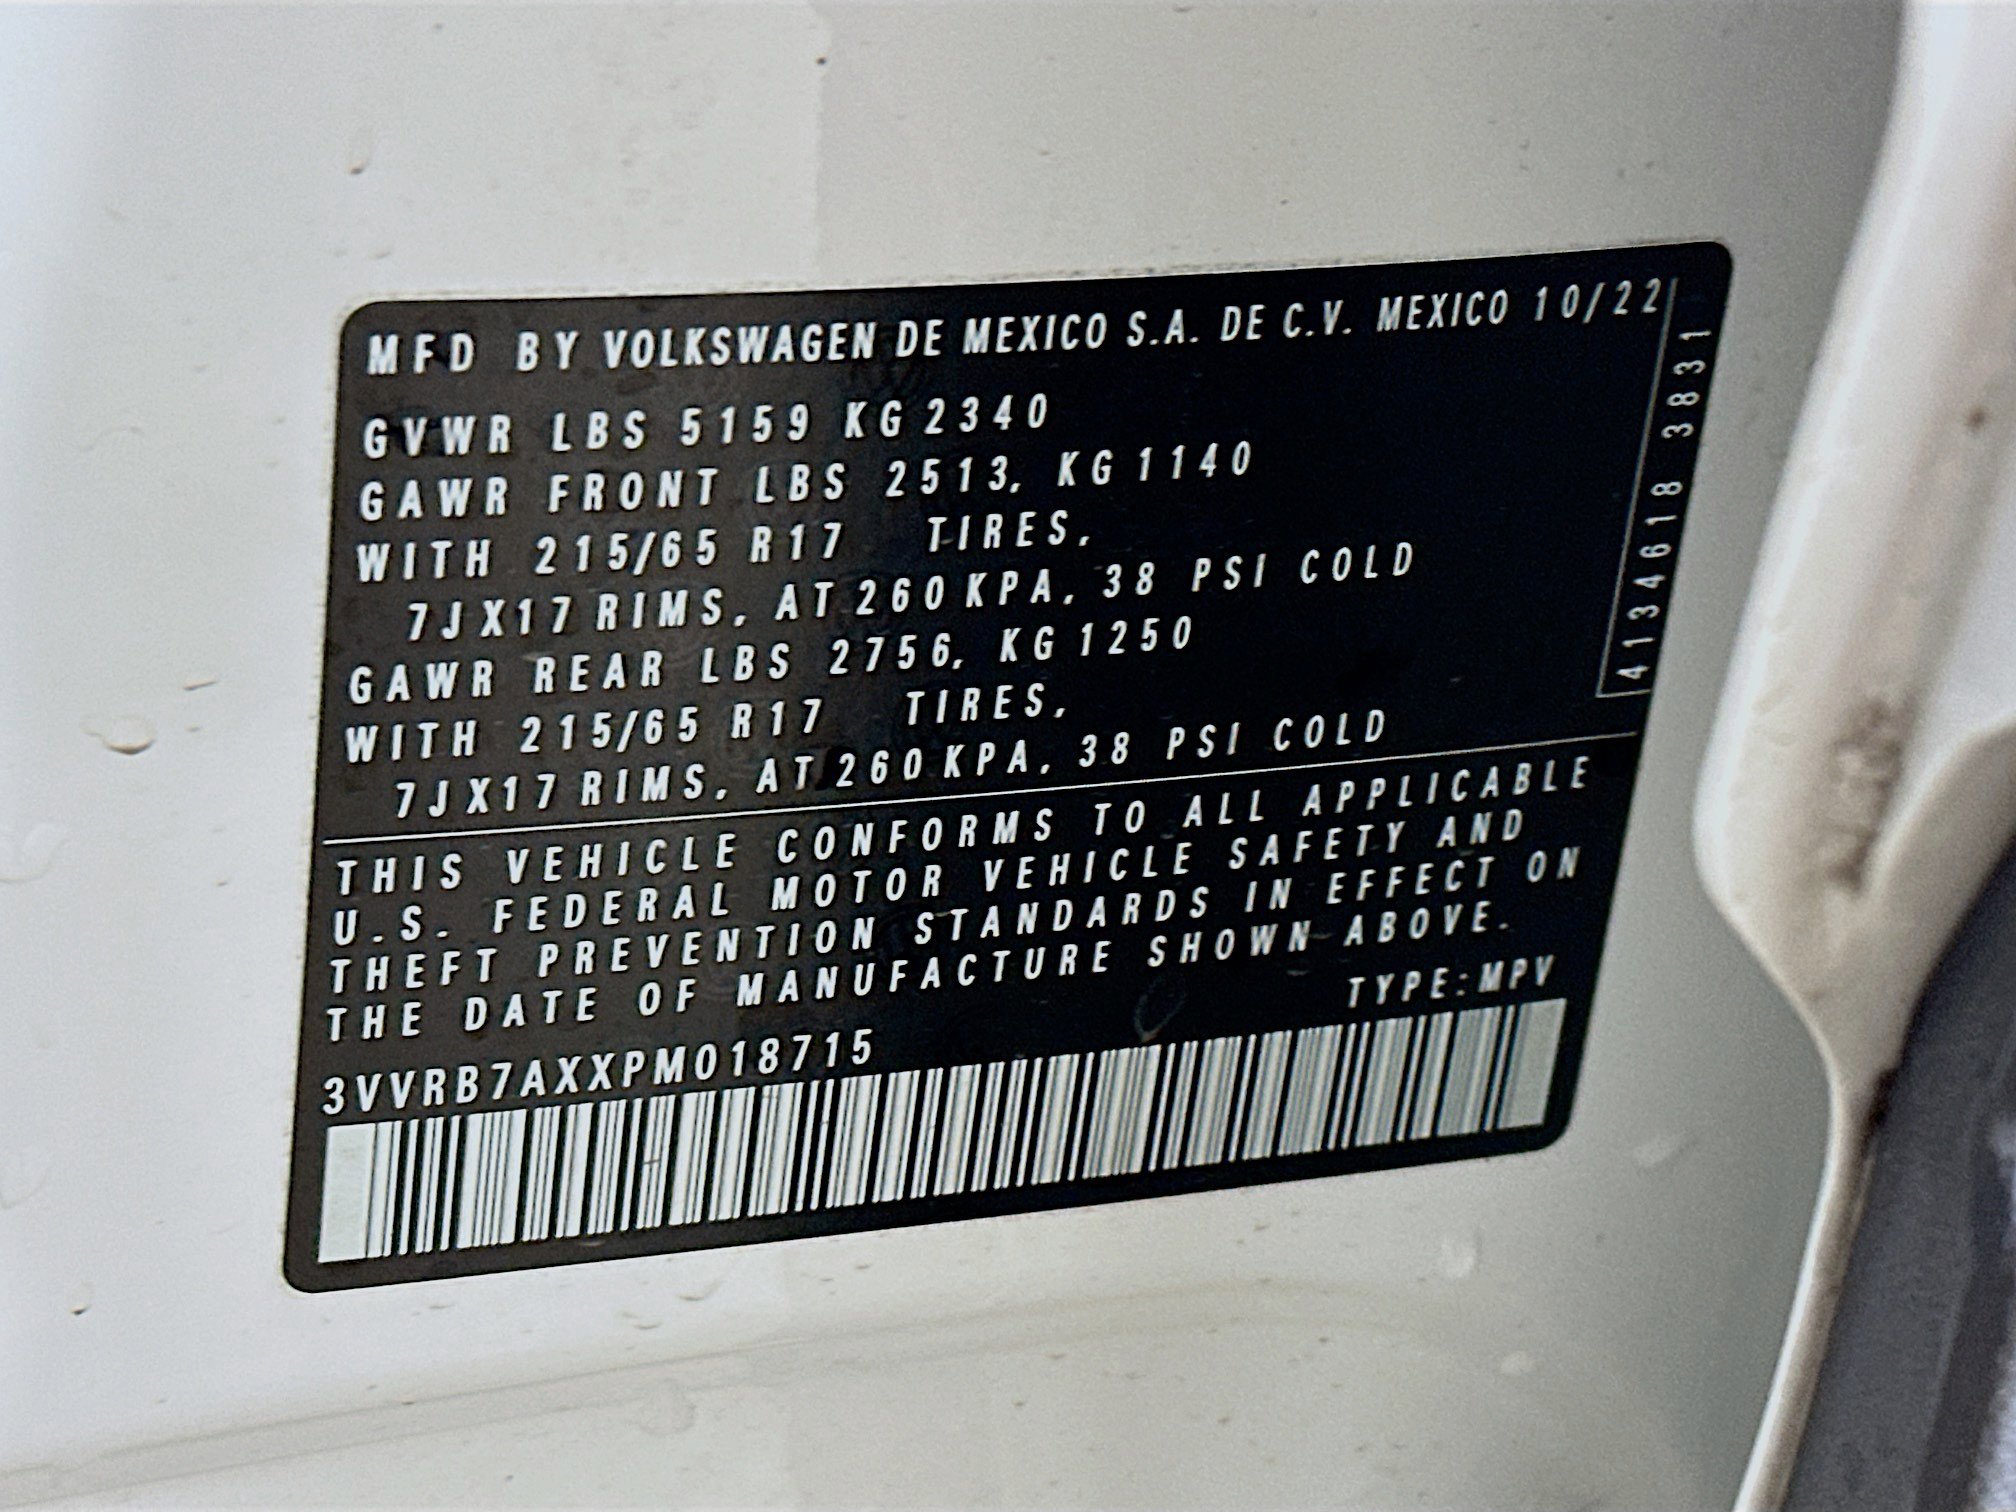 MFD BY VOLKSWAGEN DE MEXICO S.A. DE C.V. MEXICO 10/22
GVWR LBS 5159 KG 2340
GAWR FRONT LBS 2513, KG 1140
WITH 215/65 R17 TIRES,
7JX17 RIMS, AT 260 KPA, 38 PSI COLD
GAWR REAR LBS 2756, KG 1250
WITH 215/65 R17 TIRES,
7JX17 RIMS, AT 260 KPA, 38 PSI COLD
4134618 3831
THIS VEHICLE CONFORMS TO ALL APPLICABLE
U.S. FEDERAL MOTOR VEHICLE SAFETY AND
THEFT PREVENTION STANDARDS IN EFFECT ON
THE DATE OF MANUFACTURE SHOWN ABOVE.
TYPE:MPV
3VVRB7AXXPM018715